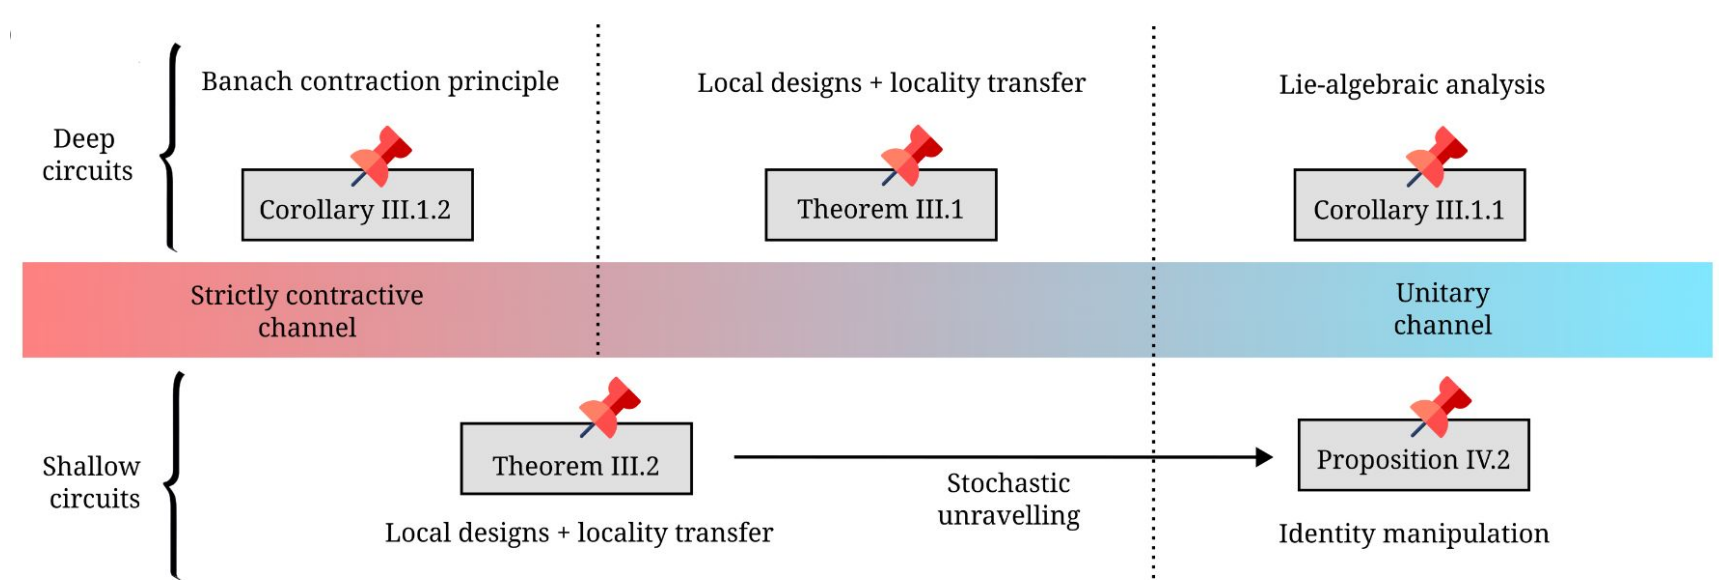 Banach contraction principle
Local designs + locality transfer
Lie-algebraic analysis
Deep
circuits
Corollary III.1.2
Theorem III.1
Corollary III.1.1
Strictly contractive
channel
Unitary
channel
Shallow
circuits
Theorem III.2
Proposition IV.2
Stochastic
unravelling
Local designs + locality transfer
Identity manipulation